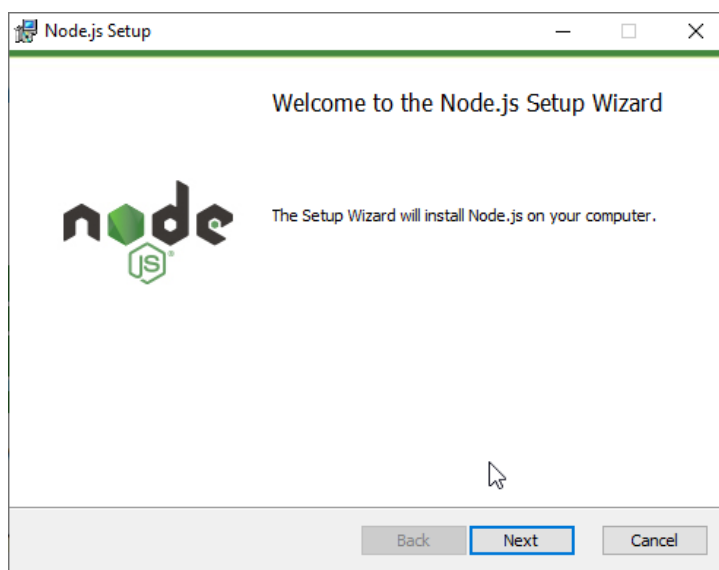 Node.js Setup
Welcome to the Node.js Setup Wizard
node
JS®
The Setup Wizard will install Node.js on your computer.
Back Next Cancel